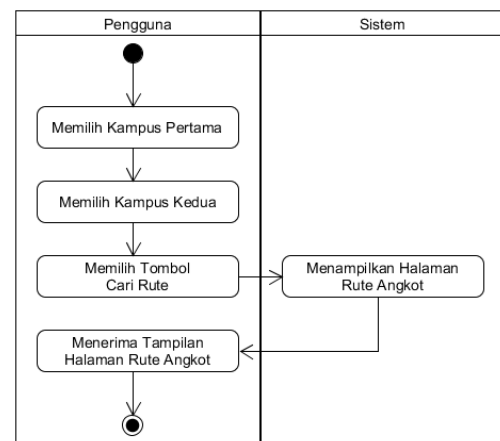 Pengguna
Sistem
Memilih Kampus Pertama
Memilih Kampus Kedua
Memilih Tombol
Cari Rute
Menampilkan Halaman
Rute Angkot
Menerima Tampilan
Halaman Rute Angkot